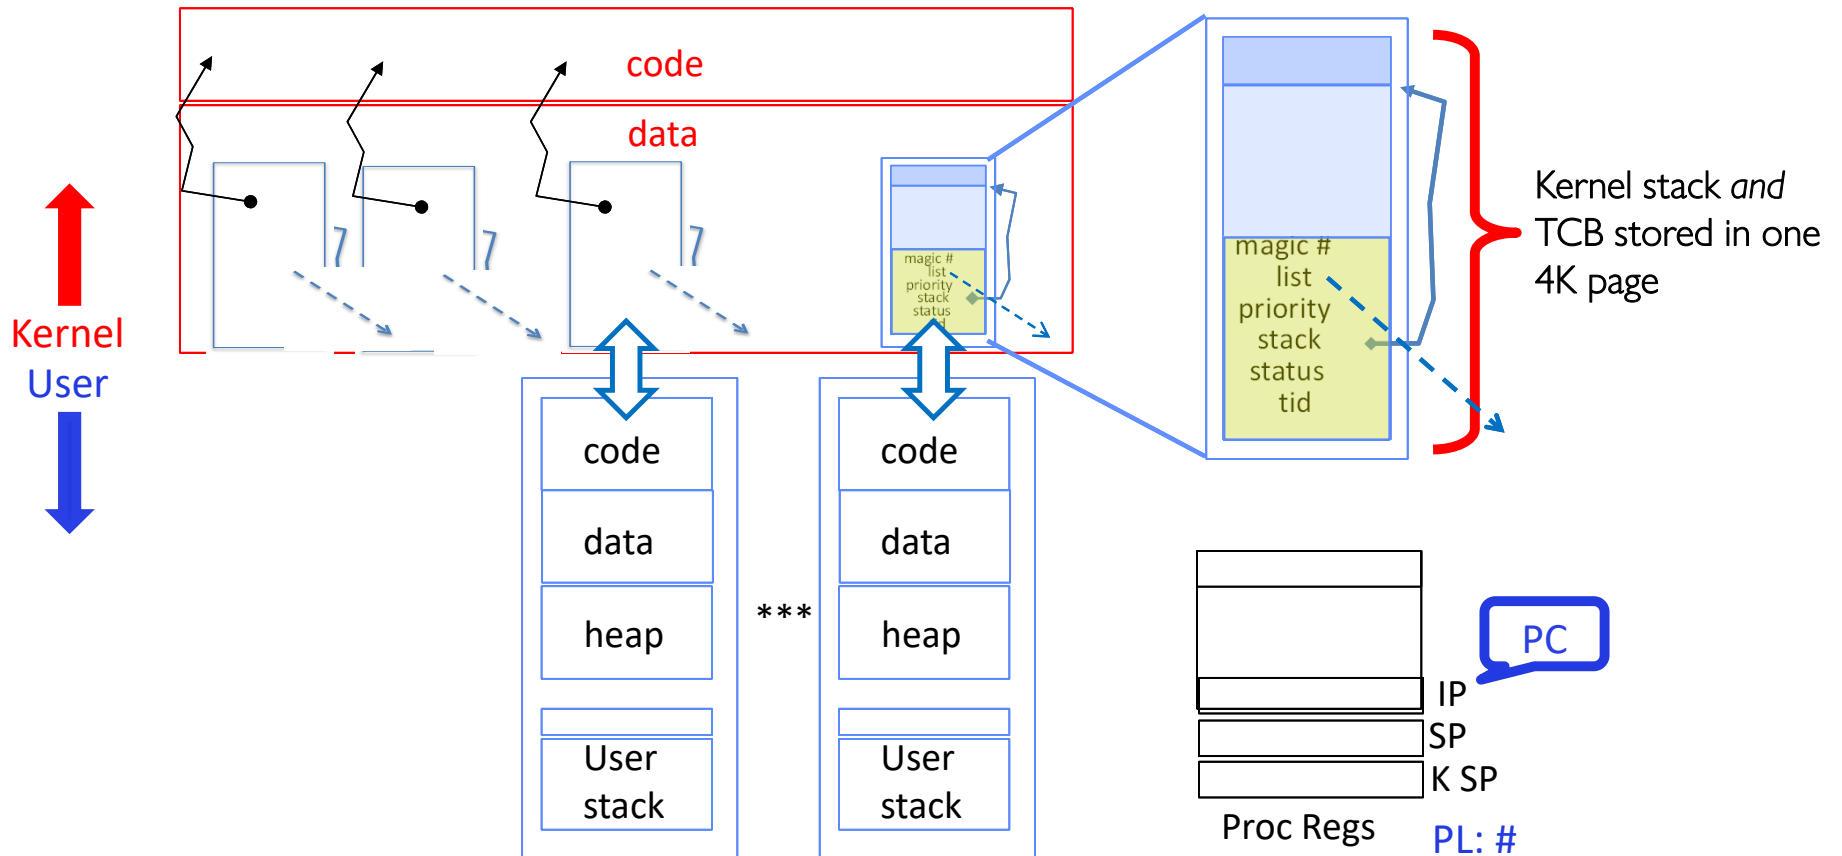 code
data
magic #
list
priority
stack
status
Kernel
User
magic #
list
priority
stack
status
tid
Kernel stack and
TCB stored in one
4K page
code
data
heap
User
stack
***
code
data
heap
User
stack
PC
IP
SP
K SP
Proc Regs
PL: #